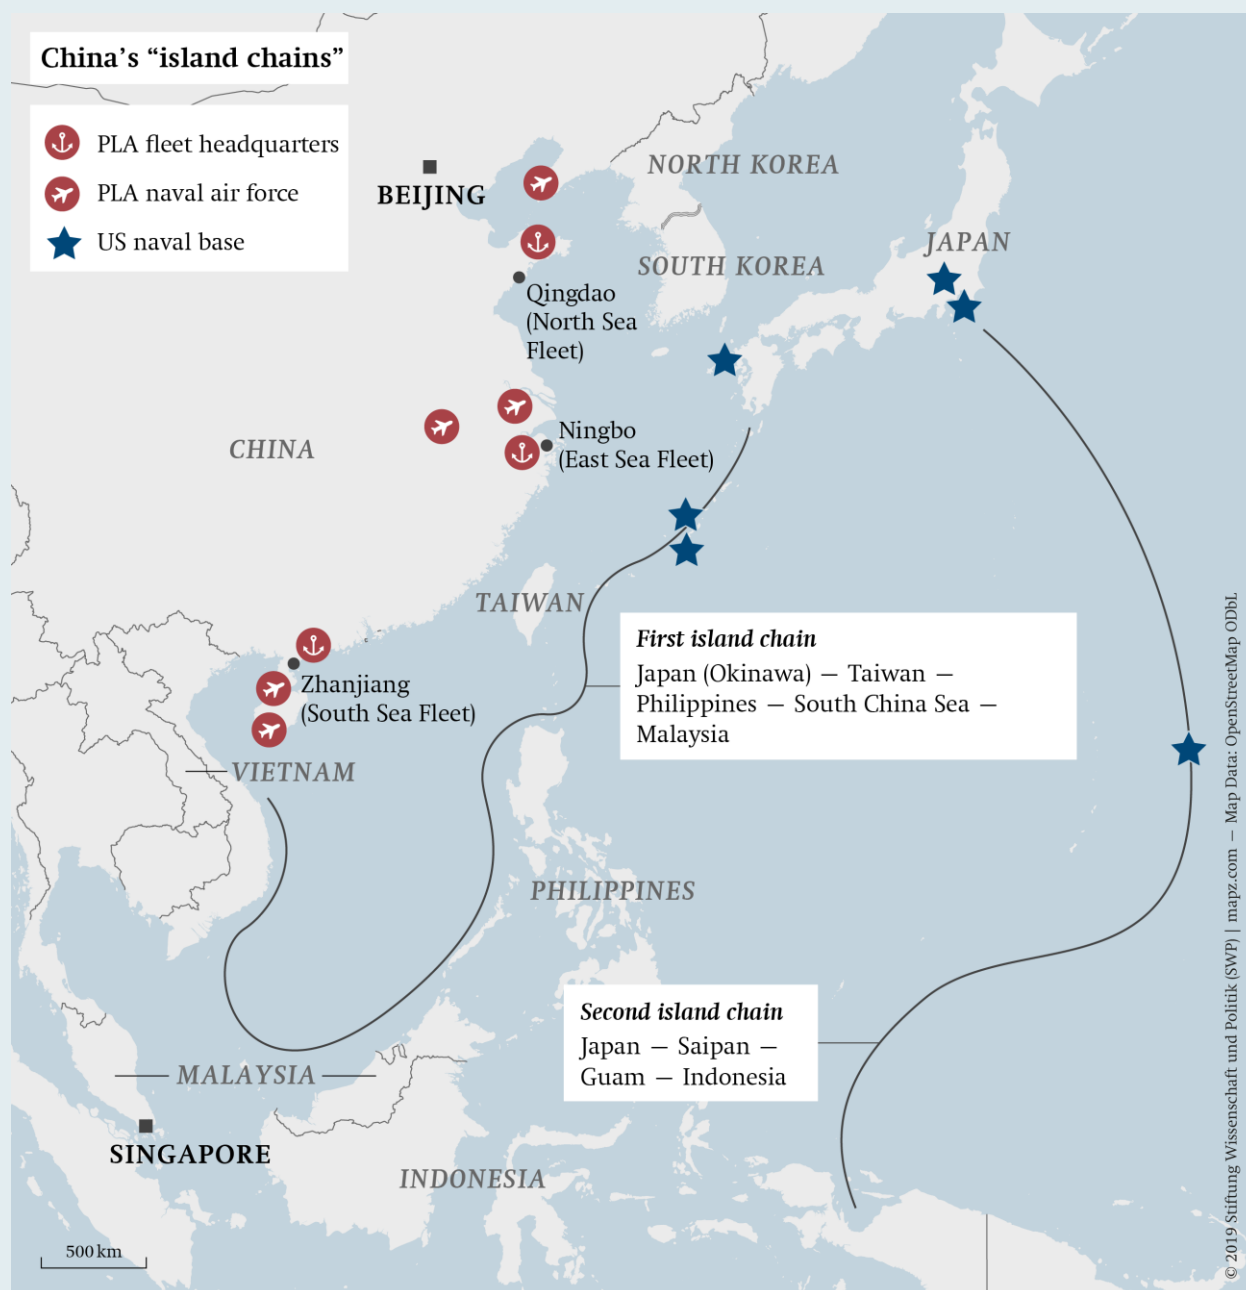 China's “island chains”
PLA fleet headquarters
PLA naval air force
US naval base
BEIJING
NORTH KOREA
SOUTH KOREA
JAPAN
Qingdao
(North Sea
Fleet)
CHINA
Ningbo
(East Sea Fleet)
TAIWAN
First island chain
Japan (Okinawa) — Taiwan —
Philippines — South China Sea —
Malaysia
Zhanjiang
(South Sea Fleet)
VIETNAM
PHILIPPINES
Second island chain
Japan — Saipan —
Guam — Indonesia
MALAYSIA
SINGAPORE
INDONESIA
500 km
© 2019 Stiftung Wissenschaft und Politik (SWP) | mapz.com — Map Data: OpenStreetMap ODbL